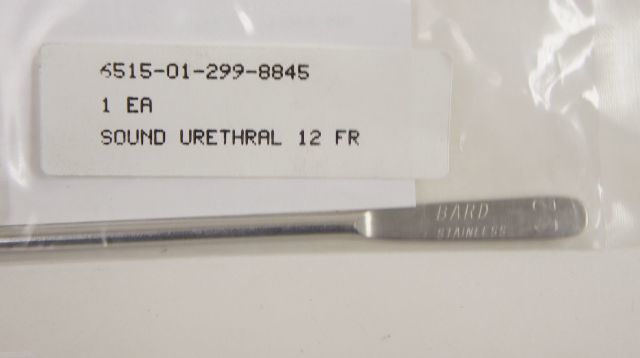 6515-01-299-8845
1 EA
SOUND URETHRAL 12 FR
BARD
STAINLESS